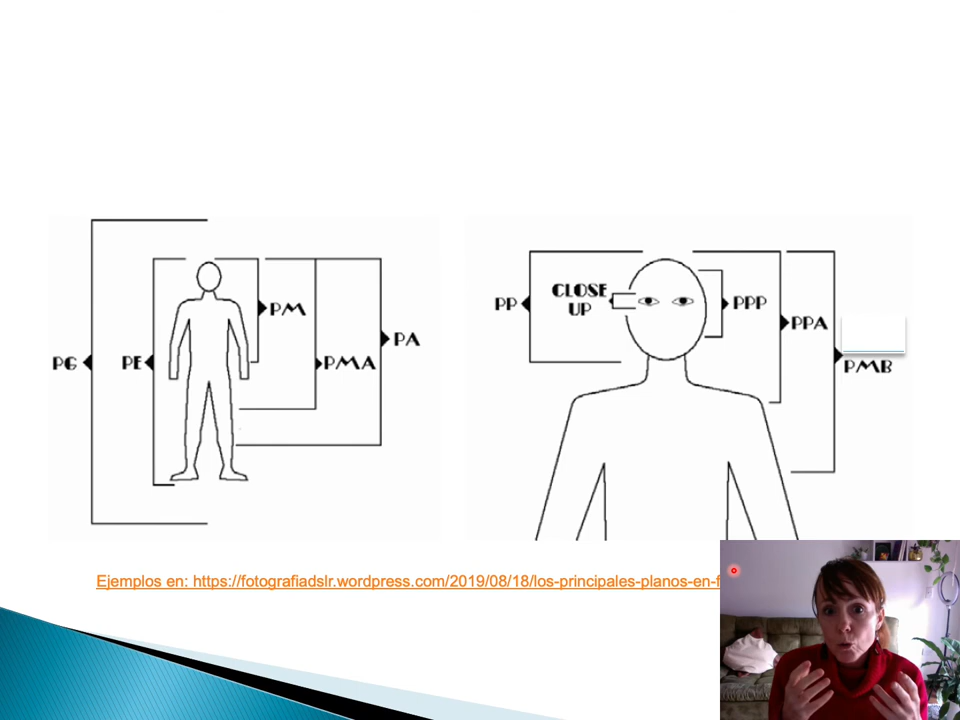 PG
PE
PM
PMA
PA
PP
CLOSE
UP
PPP
PPA
PMB
Ejemplos en: https://fotografiadslr.wordpress.com/2019/08/18/los-principales-planos-en-f